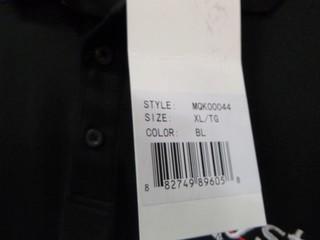 STYLE: MQK00044
SIZE: XL/TG
COLOR: BL
8 82749 89605 8